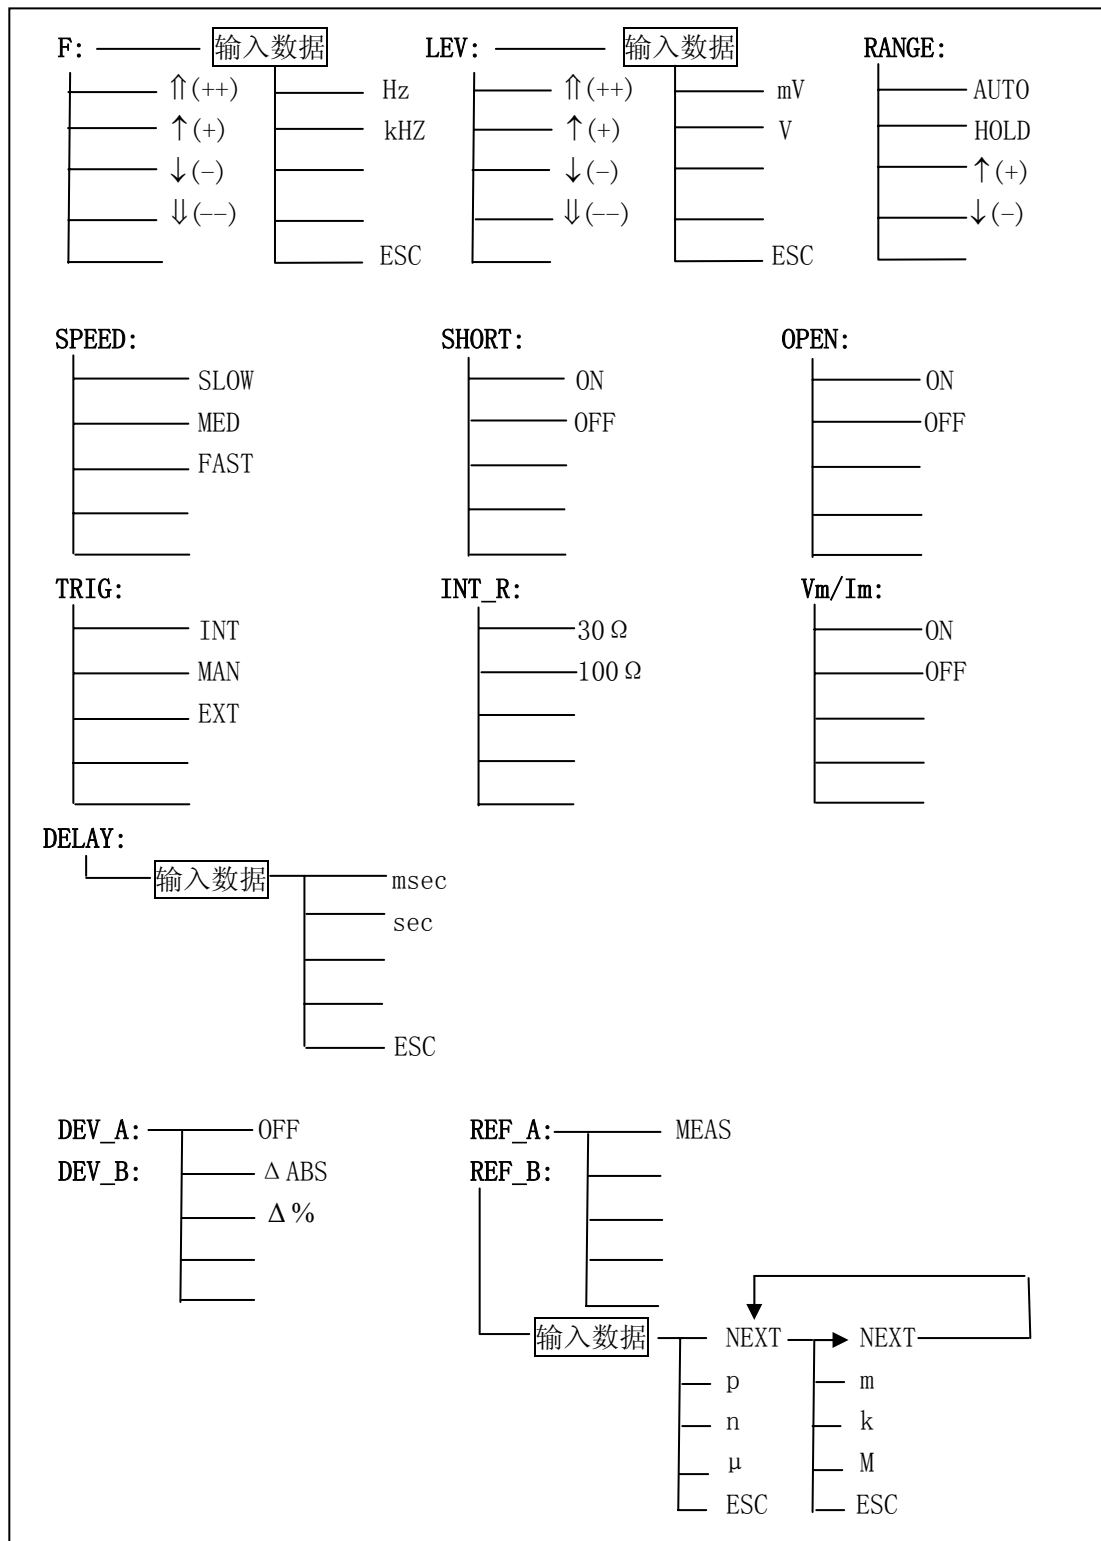 F: 输入数据 LEV: 输入数据 RANGE:
⇑(++) Hz ⇑(++) mV AUTO
↑(+) kHZ ↑(+) V HOLD
↓(-) ↓(-) ↑(+)
⇓(--) ⇓(--) ↓(-)
ESC ESC
SPEED: SHORT: OPEN:
SLOW ON ON
MED OFF OFF
FAST
TRIG: INT_R: Vm/Im:
INT 30Ω ON
MAN 100Ω OFF
EXT
DELAY:
输入数据 msec
sec
ESC
DEV_A: OFF REF_A: MEAS
DEV_B: ΔABS REF_B:
Δ%
输入数据 NEXT NEXT
p m
n k
μ M
ESC ESC